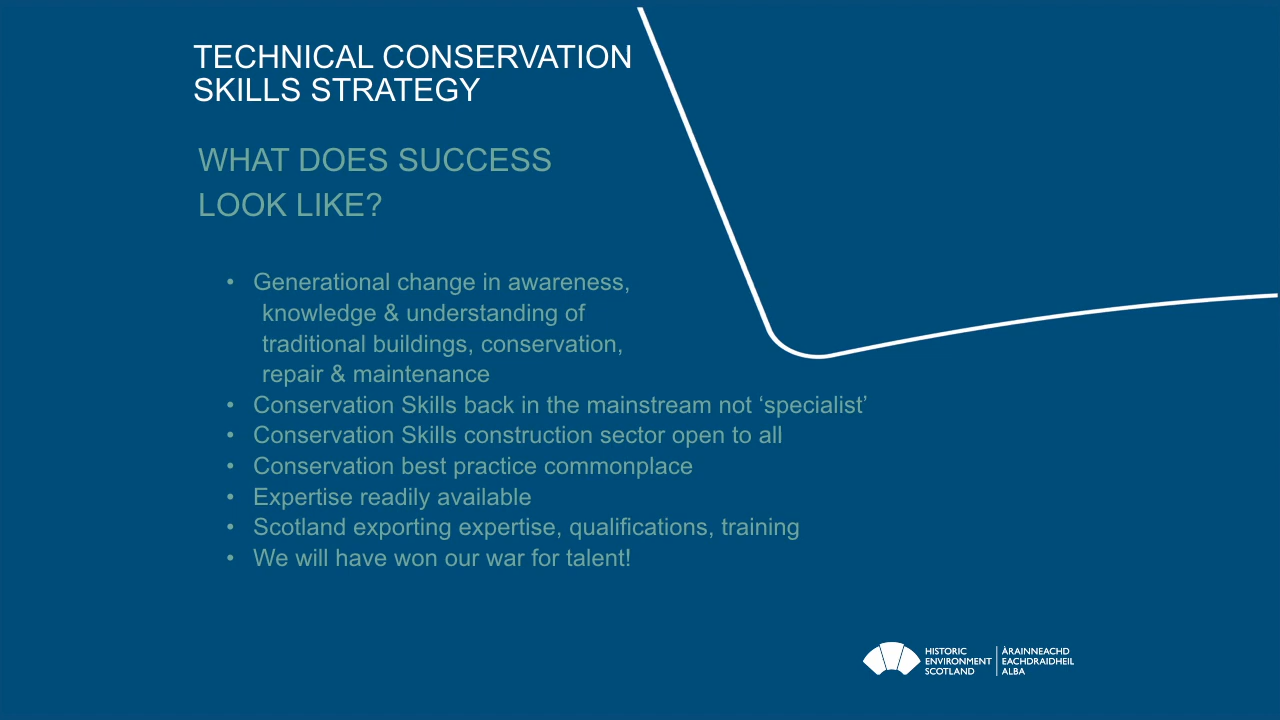 TECHNICAL CONSERVATION
SKILLS STRATEGY
WHAT DOES SUCCESS
LOOK LIKE?
• Generational change in awareness,
knowledge & understanding of
traditional buildings, conservation,
repair & maintenance
• Conservation Skills back in the mainstream not ‘specialist’
• Conservation Skills construction sector open to all
• Conservation best practice commonplace
• Expertise readily available
• Scotland exporting expertise, qualifications, training
• We will have won our war for talent!
HISTORIC
ENVIRONMENT
SCOTLAND
ÀRAINNEACHD
EACHDRAIDHEIL
ALBA